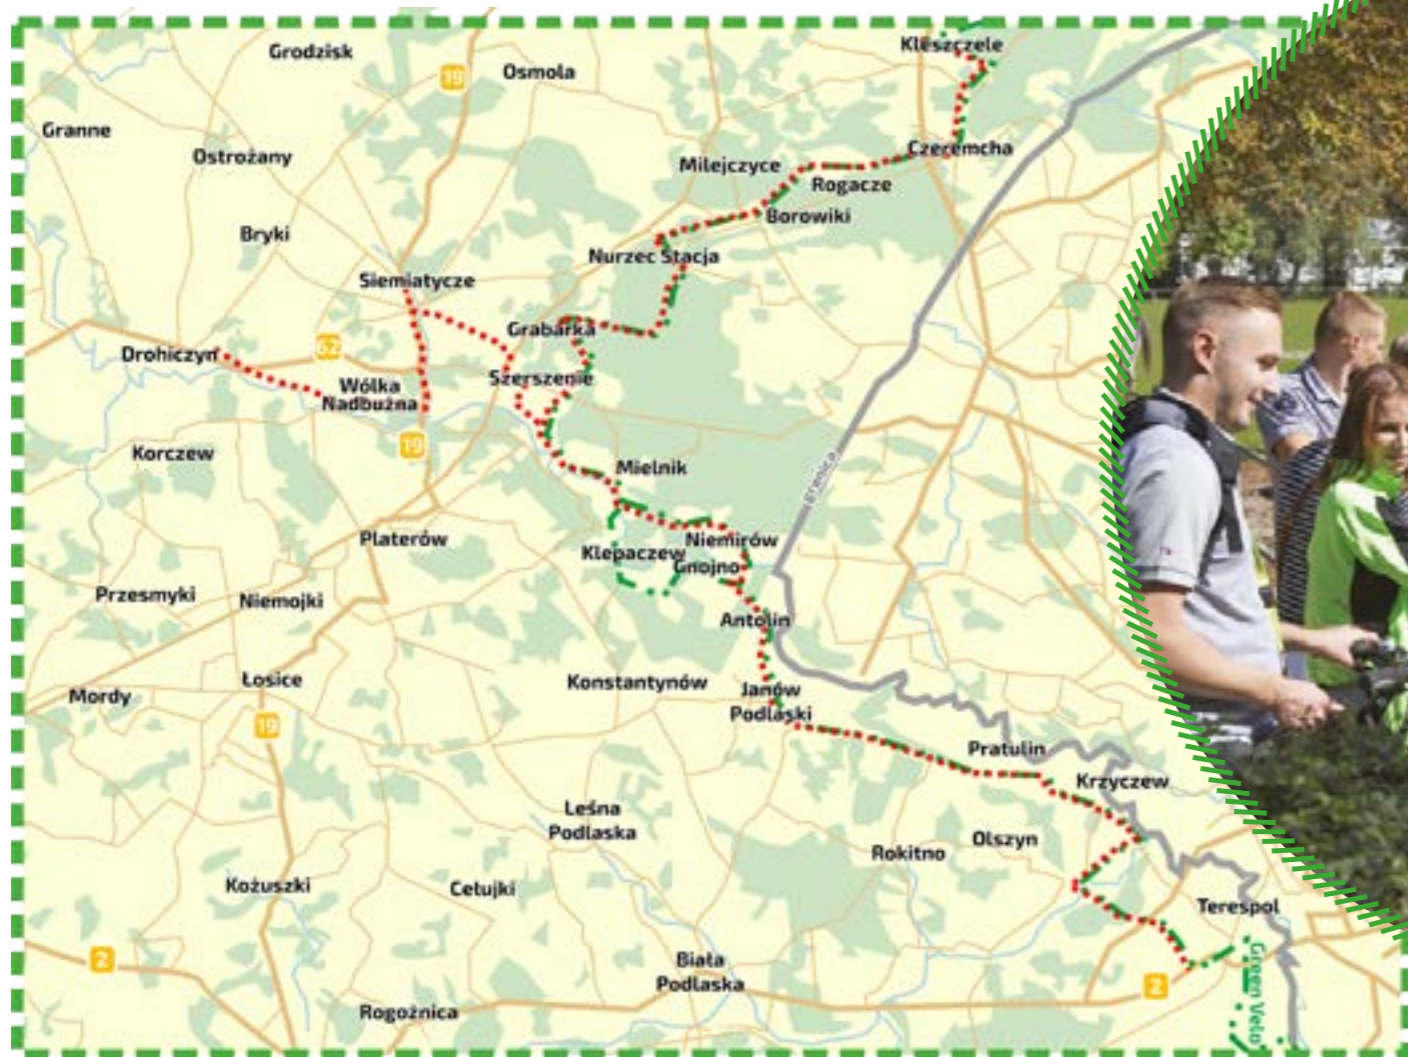 Kleszczele
Grodzisk
Osmola
19
Granne
Ostrożany
Czeremcha
Milejczyce
Rogacze
Borowiki
Bryki
Nurzec Stacja
Siemiatycze
Grabarka
62
Drohiczyn
Szerszenie
Wólka
Nadbużna
19
Korczew
Mielnik
granica
Platerów
Niemirów
Klepaczew
Gnojno
Przesmyki
Niemojki
Antolin
Łosice
Konstantynów
Mordy
Janów
Podlaski
19
Pratulin
Krzyczew
Leśna
Podlaska
Olszyn
Rokitno
Kożuszki
Celujki
Terespol
2
Biała
Podlaska
2
Green Velo
Rogoźnica